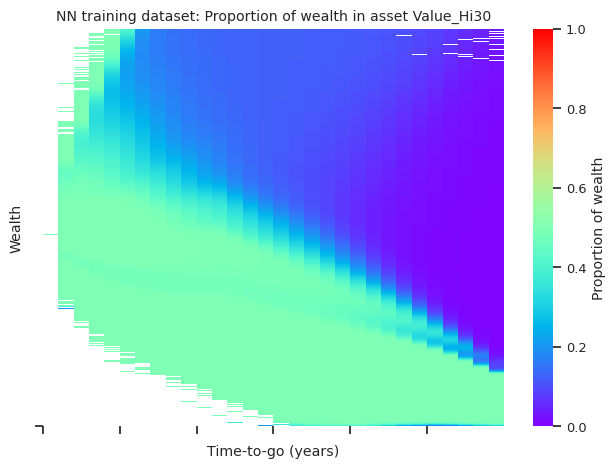 NN training dataset: Proportion of wealth in asset Value_Hi30
Wealth
Time-to-go (years)
1.0
0.8
0.6
0.4
0.2
0.0
Proportion of wealth